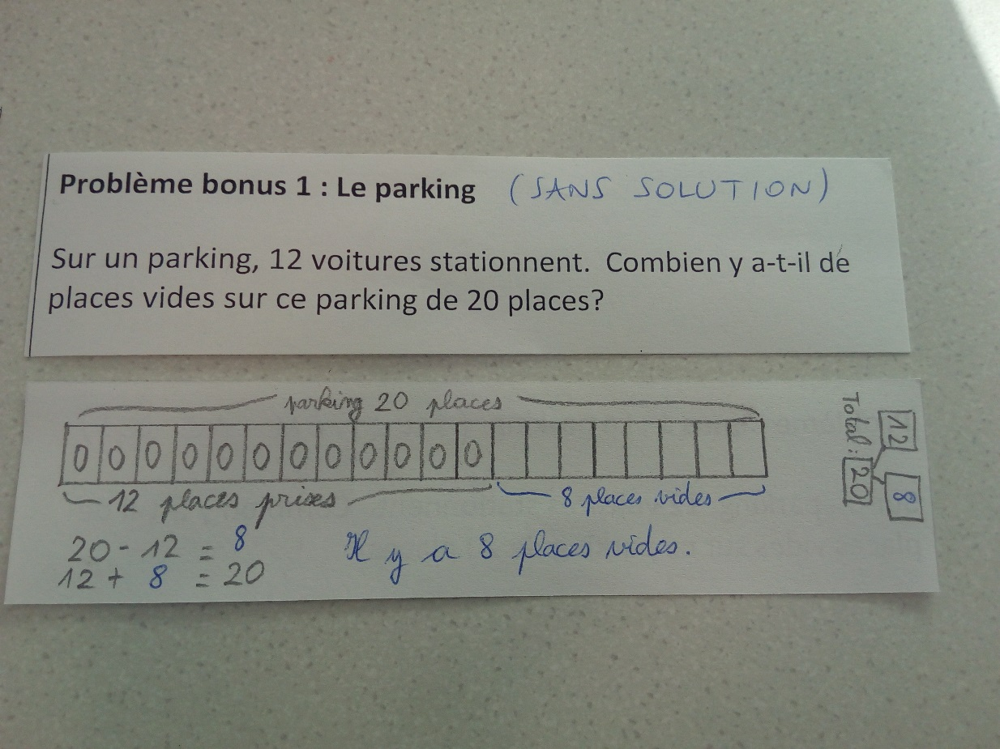 Problème bonus 1 : Le parking (SANS SOLUTION)
Sur un parking, 12 voitures stationnent. Combien y a-t-il de
places vides sur ce parking de 20 places?
parking 20 places
0 0 0 0 0 0 0 0 0 0 0 0
12 places prises 8 places vides
20 - 12 = 8
12 + 8 = 20
Il y a 8 places vides.
12
Total : 20
8